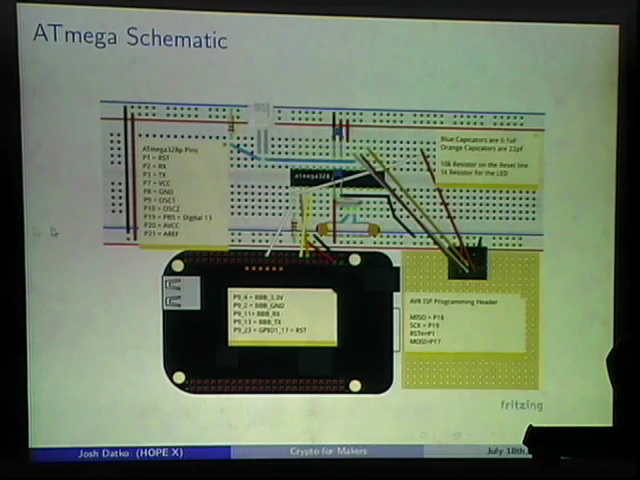 ATmega Schematic
ATmega328p Pins
P1 = RST
P2 = RX
P3 = TX
P7 = VCC
P8 = GND
P9 = OSC1
P10 = OSC2
P19 = PB5 = Digital 13
P20 = AVCC
P21 = AREF
atmega328
Blue Capicators are 0.1uf
Orange Capicators are 22pf
10k Resistor on the Reset line
1k Resistor for the LED
P9_4 = BBB_3.3V
P9_2 = BBB_GND
P9_11= BBB_RX
P9_13 = BBB_TX
P9_23 = GPIO1_17 = RST
AVR ISP Programming Header
MISO = P18
SCK = P19
RSTn=P1
MOSI=P17
fritzing
Josh Datko (HOPE X)
Crypto for Makers
July 18th,